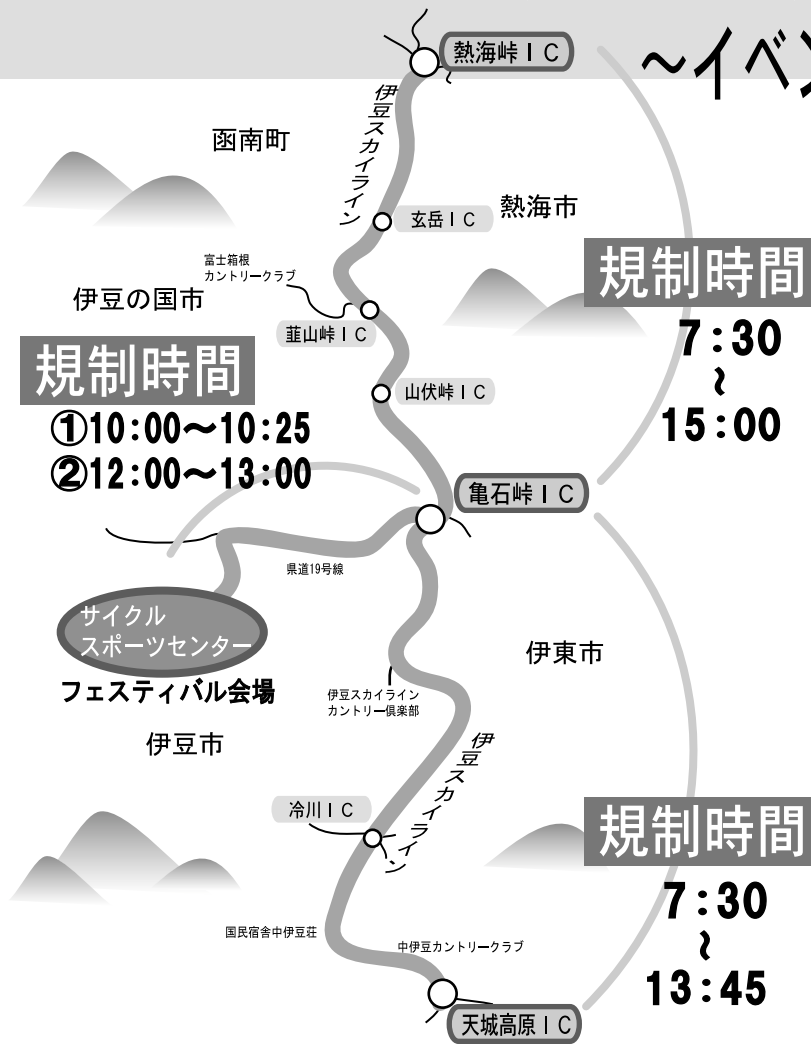 熱海峠ＩＣ
～イベン
伊豆スカイライン
函南町
玄岳ＩＣ
熱海市
富士箱根
カントリークラブ
伊豆の国市
韮山峠ＩＣ
規制時間
7：30
～
15：00
規制時間
①10：00～10：25
②12：00～13：00
山伏峠ＩＣ
亀石峠ＩＣ
県道19号線
サイクル
スポーツセンター
フェスティバル会場
伊東市
伊豆スカイライン
カントリー倶楽部
伊豆市
伊豆スカイライン
冷川ＩＣ
規制時間
7：30
～
13：45
国民宿舎中伊豆荘
中伊豆カントリークラブ
天城高原ＩＣ